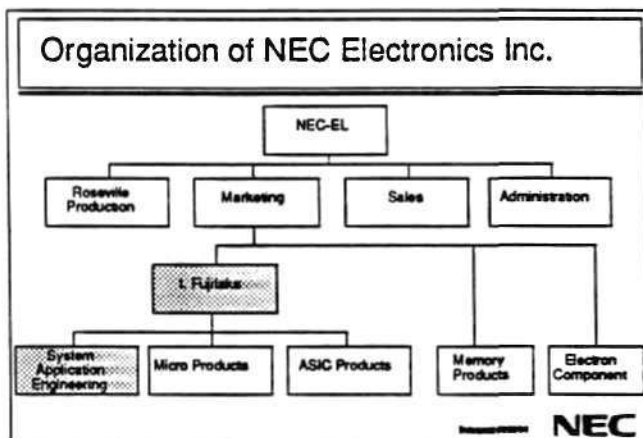 Organization of NEC Electronics Inc.
NEC-EL
Roseville
Production
Marketing
Sales
Administration
I. Fujitaka
System
Application
Engineering
Micro Products
ASIC Products
Memory
Products
Electron
Component
NEC